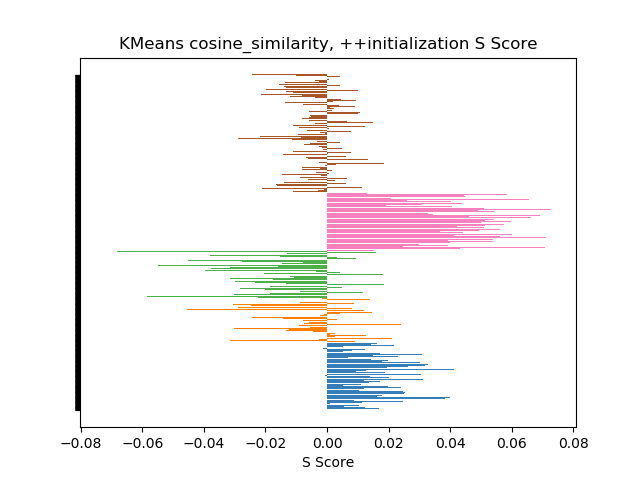 KMeans cosine_similarity, ++initialization S Score
−0.08 −0.06 −0.04 −0.02 0.00 0.02 0.04 0.06 0.08
S Score